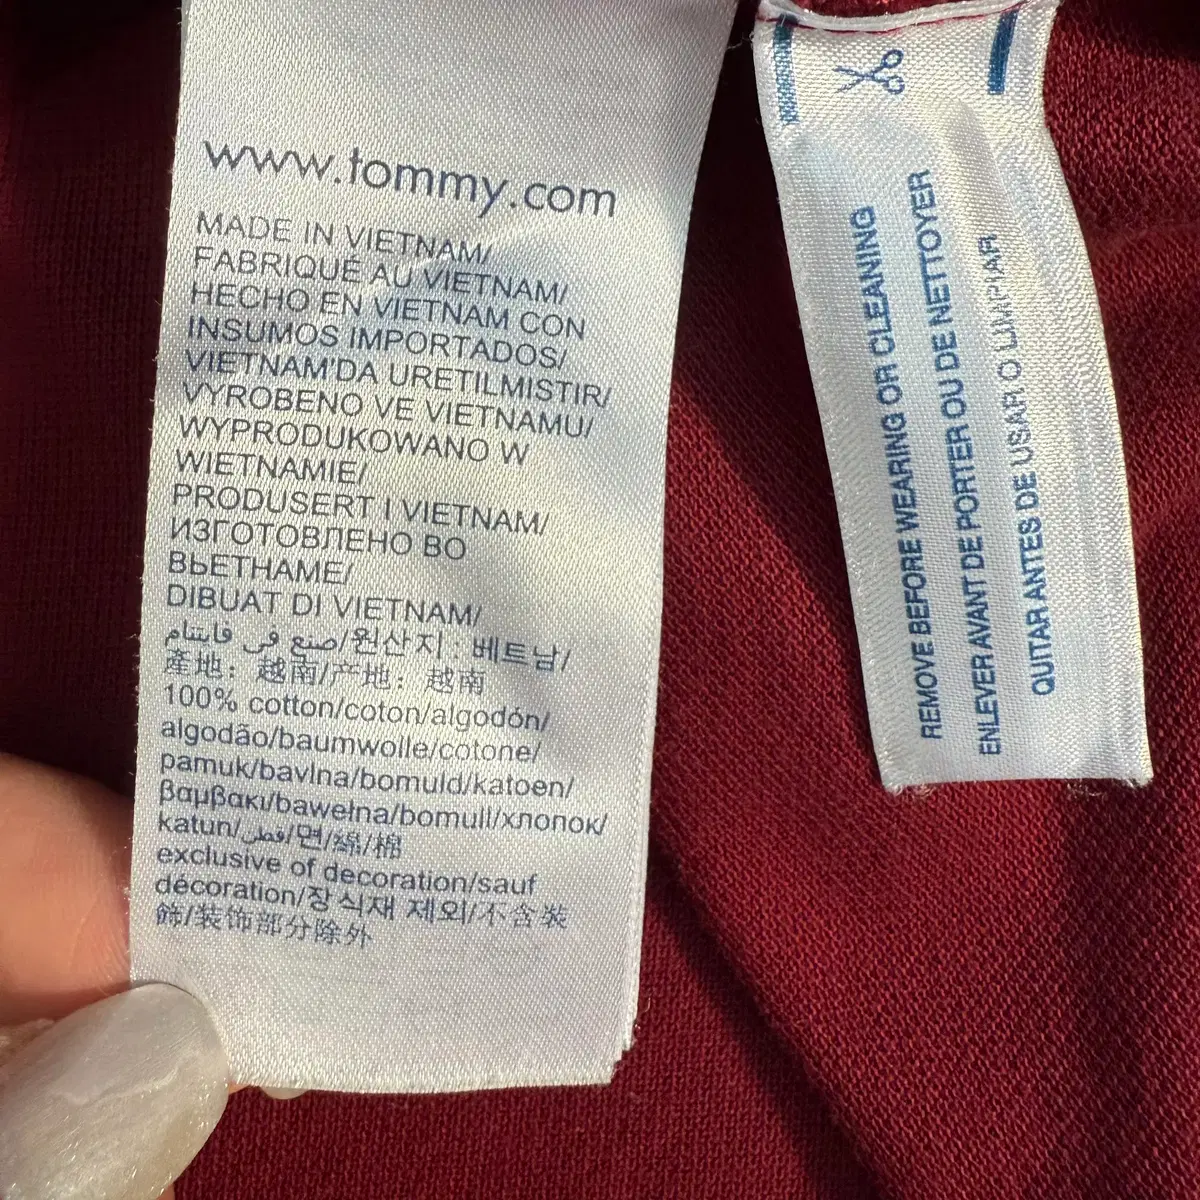 www.tommy.com
MADE IN VIETNAM/
FABRIQUÉ AU VIETNAM/
HECHO EN VIETNAM CON
INSUMOS IMPORTADOS/
VIETNAM'DA URETILMISTIR/
VYROBENO VE VIETNAMU/
WYPRODUKOWANO W
WIETNAMIE/
PRODUSERT I VIETNAM/
ИЗГОТОВЛЕНО ВО
ВЬЕТНАМЕ/
DIBUAT DI VIETNAM/
صنع في فايتنام/원산지 : 베트남/
產地: 越南/产地: 越南
100% cotton/coton/algodón/
algodão/baumwolle/cotone/
pamuk/bavlna/bomuld/katoen/
βαμβακι/bawełna/bomull/хлопок/
katun/قطن/면/綿/棉
exclusive of decoration/sauf
décoration/장식재 제외/不含裝
飾/装饰部分除外
REMOVE BEFORE WEARING OR CLEANING
ENLEVER AVANT DE PORTER OU DE NETTOYER
QUITAR ANTES DE USAR O LIMPIAR